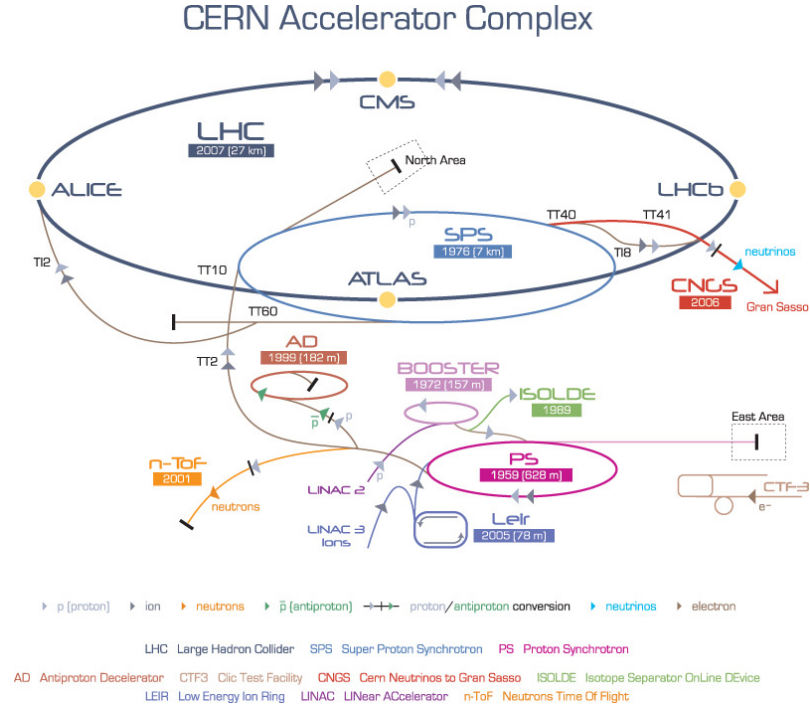 CERN Accelerator Complex
CMS
LHC
2007 (27 km)
North Area
ALICE
LHCb
TT40
TT41
p
SPS
1976 (7 km)
TI8
neutrinos
TI2
TT10
CNGS
2006
ATLAS
Gran Sasso
TT60
AD
1999 (182 m)
TT2
BOOSTER
1972 (157 m)
ISOLDE
1989
p̅
p
East Area
n-ToF
2001
PS
1959 (628 m)
LINAC 2
p
neutrons
CTF3
e-
LINAC 3
Ions
Leir
2005 (78 m)
p (proton)
ion
neutrons
p̅ (antiproton)
proton/antiproton conversion
neutrinos
electron
LHC Large Hadron Collider SPS Super Proton Synchrotron PS Proton Synchrotron
AD Antiproton Decelerator CTF3 Clic Test Facility CNGS Cern Neutrinos to Gran Sasso ISOLDE Isotope Separator OnLine DEvice
LEIR Low Energy Ion Ring LINAC LINear ACcelerator n-ToF Neutrons Time Of Flight